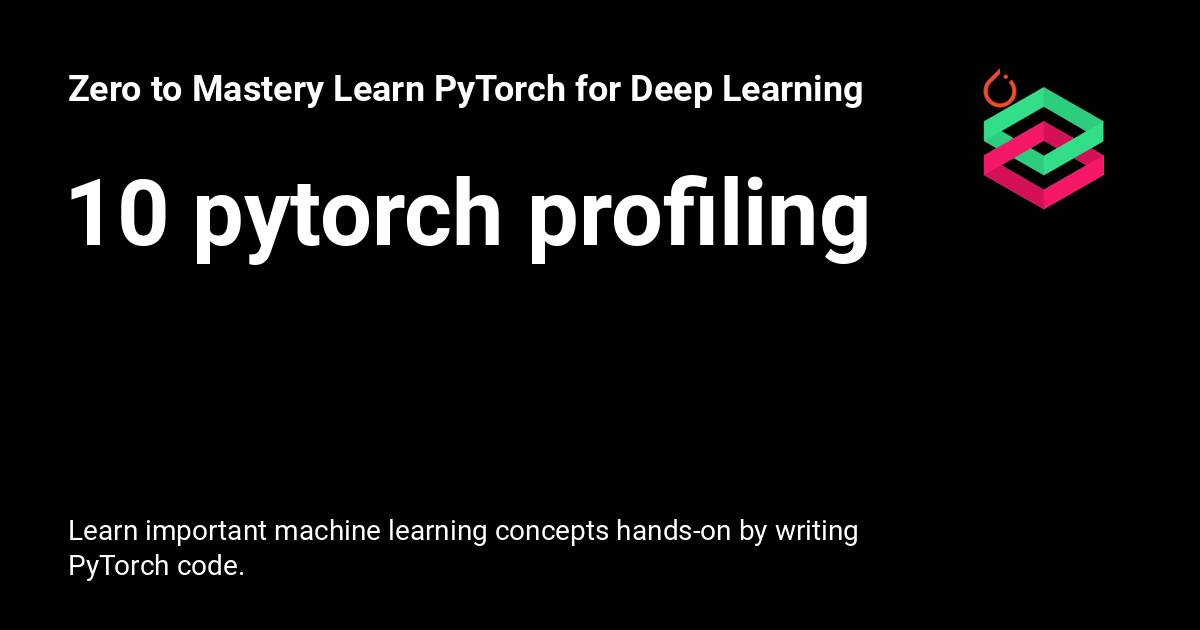 Zero to Mastery Learn PyTorch for Deep Learning
10 pytorch profiling
Learn important machine learning concepts hands-on by writing
PyTorch code.